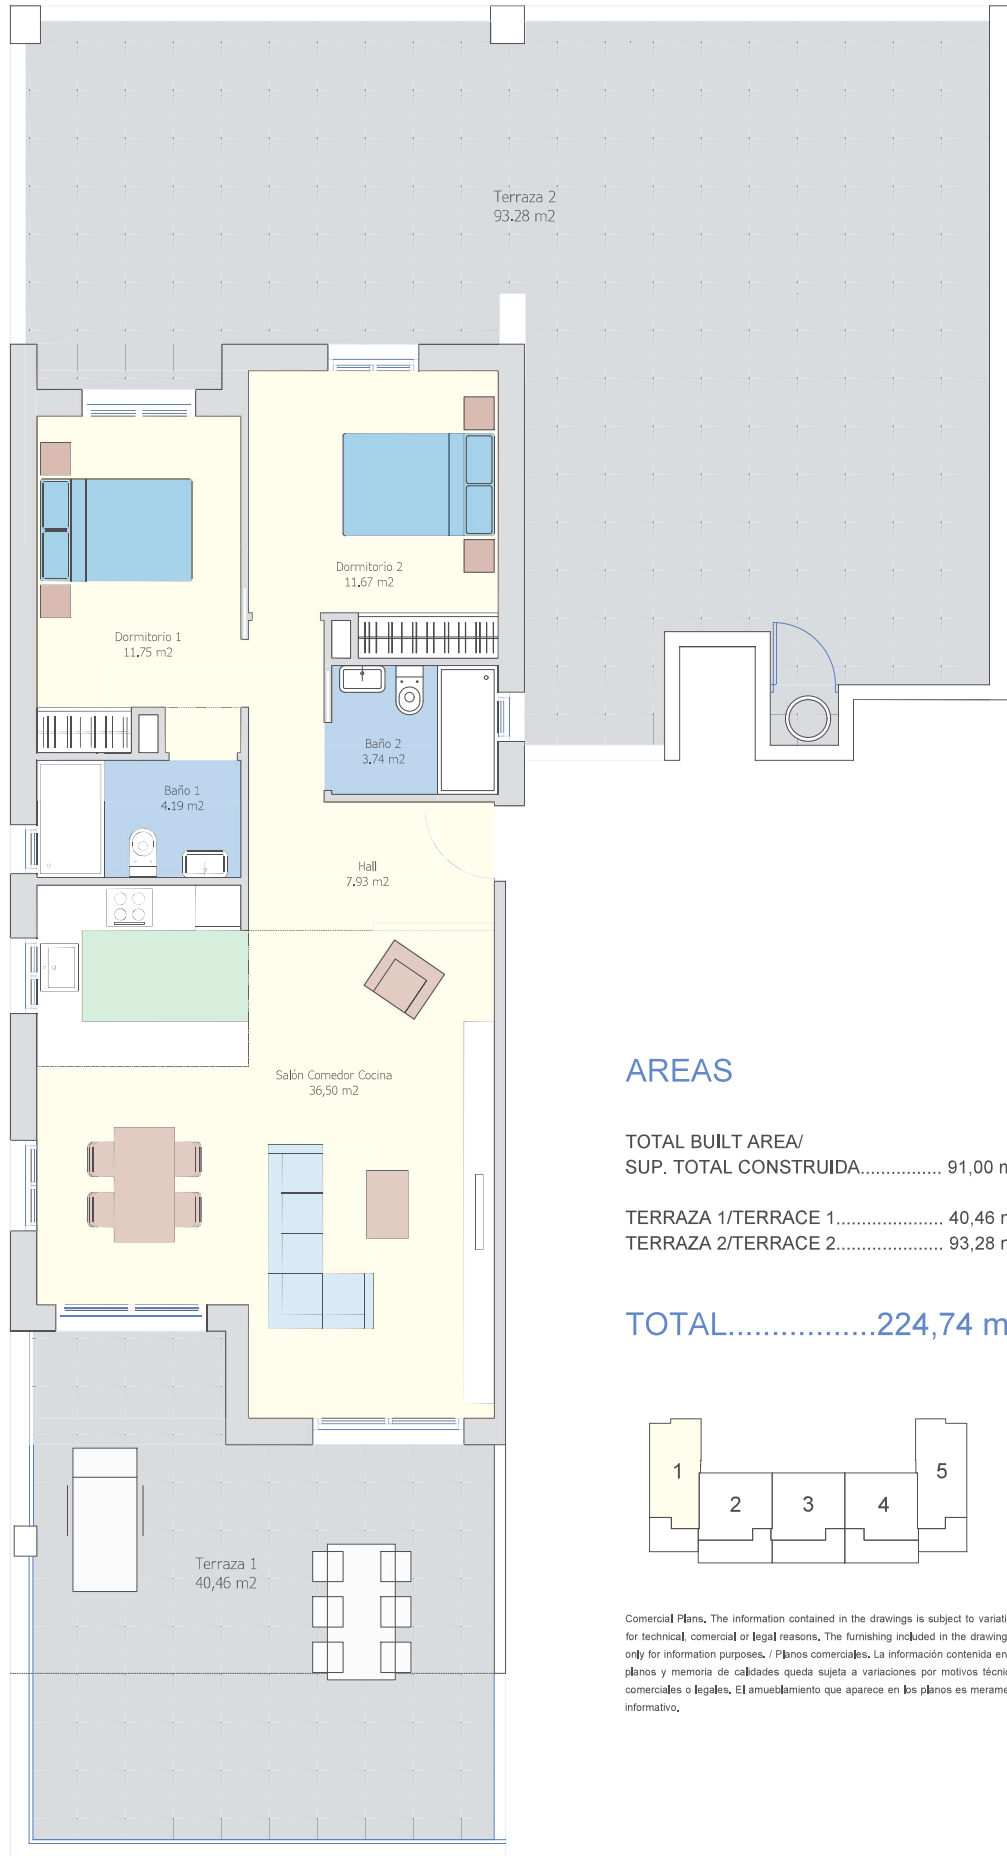 Terraza 2
93.28 m2
Dormitorio 2
11.67 m2
Dormitorio 1
11.75 m2
Baño 2
3.74 m2
Baño 1
4.19 m2
Hall
7.93 m2
Salón Comedor Cocina
36,50 m2
Terraza 1
40,46 m2
AREAS
TOTAL BUILT AREA/
SUP. TOTAL CONSTRUIDA............... 91,00 m
TERRAZA 1/TERRACE 1.................... 40,46 m
TERRAZA 2/TERRACE 2.................... 93,28 m
TOTAL.................224,74 m
1
2
3
4
5
Comercial Plans. The information contained in the drawings is subject to variati
for technical, comercial or legal reasons. The furnishing included in the drawing
only for information purposes. / Planos comerciales. La información contenida en
planos y memoria de calidades queda sujeta a variaciones por motivos técnic
comerciales o legales. El amueblamiento que aparece en los planos es merame
informativo.